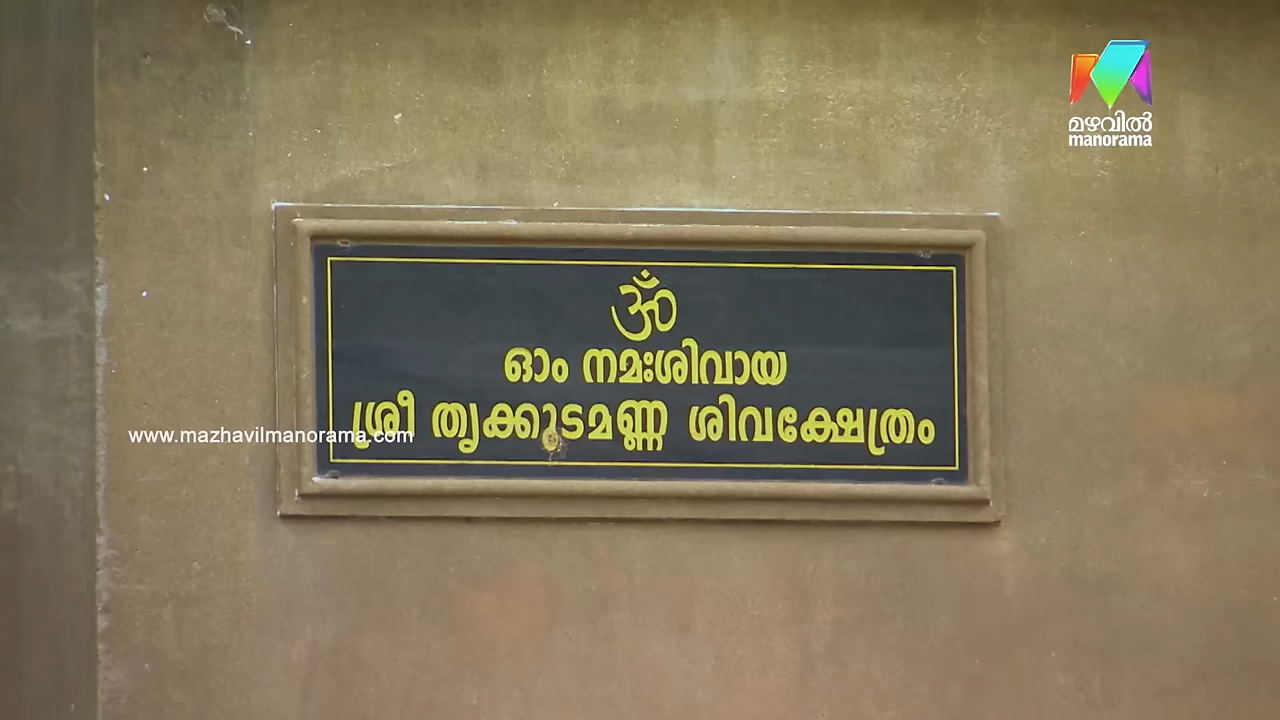 മഴവിൽ
manorama
ॐ
ഓം നമഃശിവായ
ശ്രീ തൃക്കുടമണ്ണ ശിവക്ഷേത്രം
www.mazhavilmanorama.com